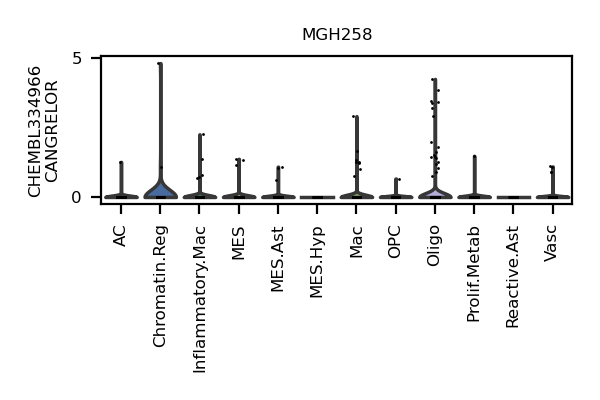 MGH258
CHEMBL334966
CANGRELOR
5
0
AC
Chromatin.Reg
Inflammatory.Mac
MES
MES.Ast
MES.Hyp
Mac
OPC
Oligo
Prolif.Metab
Reactive.Ast
Vasc